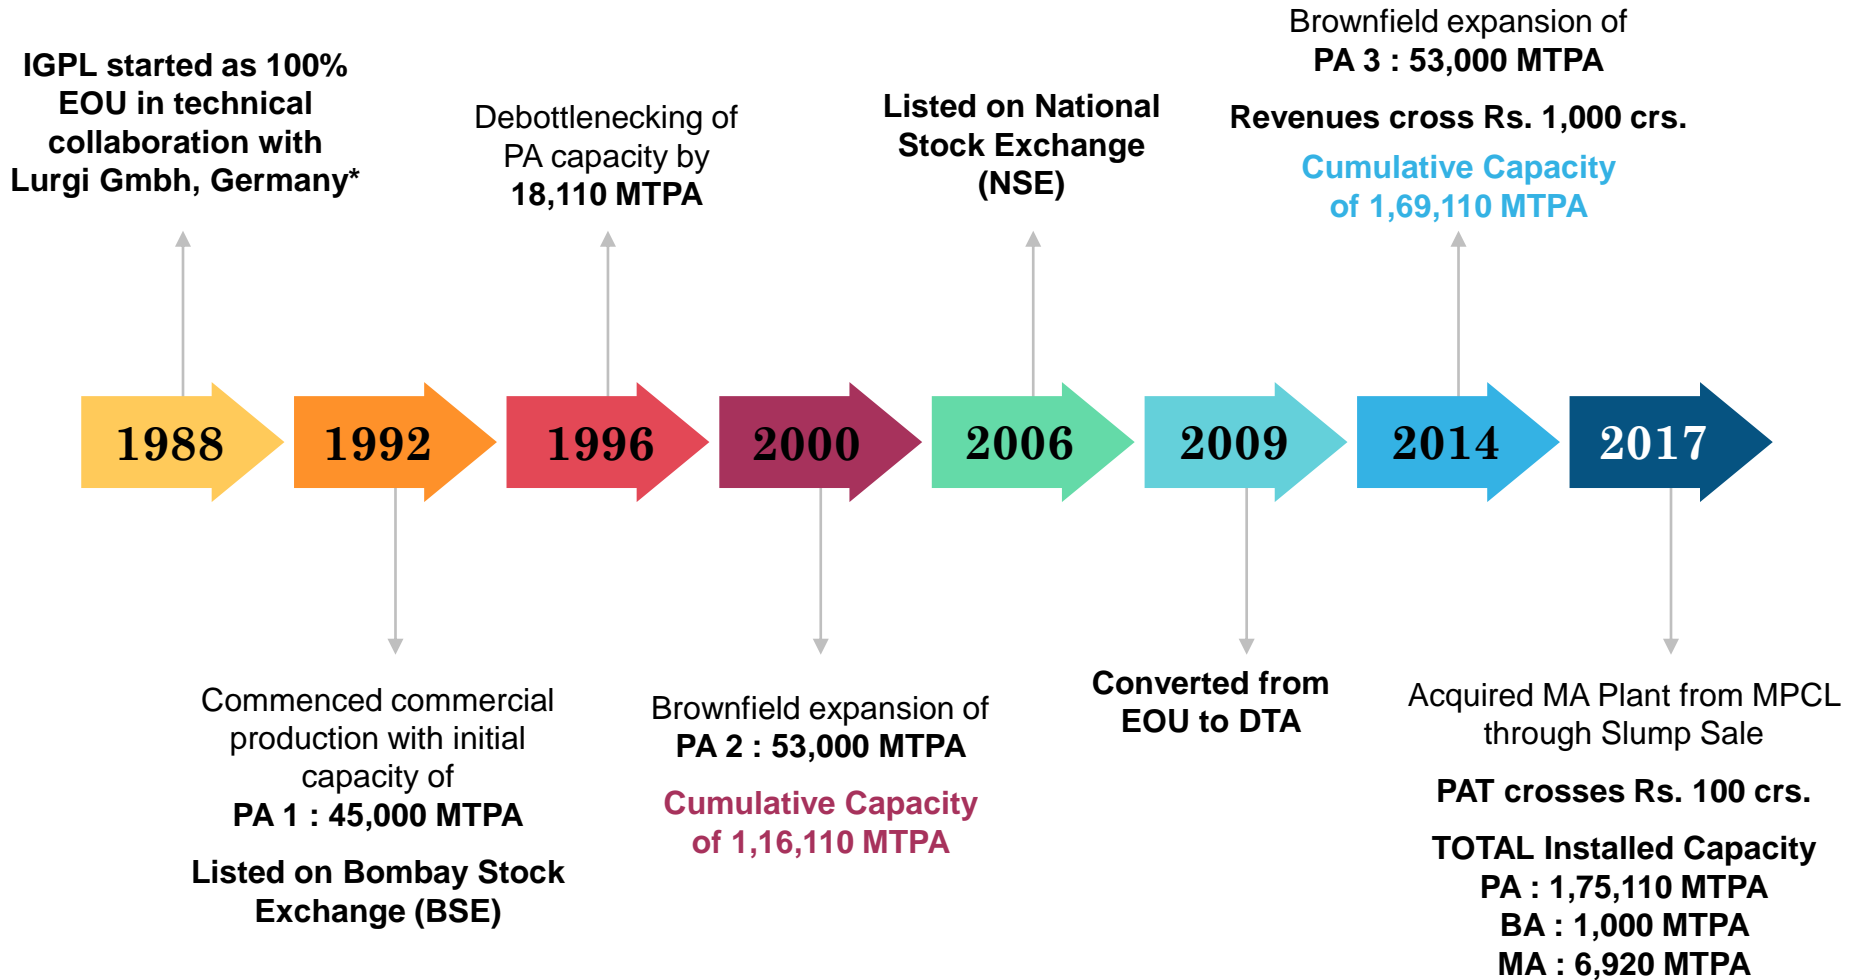 IGPL started as 100%
EOU in technical
collaboration with
Lurgi Gmbh, Germany*
Debottlenecking of
PA capacity by
18,110 MTPA
Listed on National
Stock Exchange
(NSE)
Brownfield expansion of
PA 3 : 53,000 MTPA
Revenues cross Rs. 1,000 crs.
Cumulative Capacity
of 1,69,110 MTPA
1988
1992
1996
2000
2006
2009
2014
2017
Commenced commercial
production with initial
capacity of
PA 1 : 45,000 MTPA
Listed on Bombay Stock
Exchange (BSE)
Brownfield expansion of
PA 2 : 53,000 MTPA
Cumulative Capacity
of 1,16,110 MTPA
Converted from
EOU to DTA
Acquired MA Plant from MPCL
through Slump Sale
PAT crosses Rs. 100 crs.
TOTAL Installed Capacity
PA : 1,75,110 MTPA
BA : 1,000 MTPA
MA : 6,920 MTPA